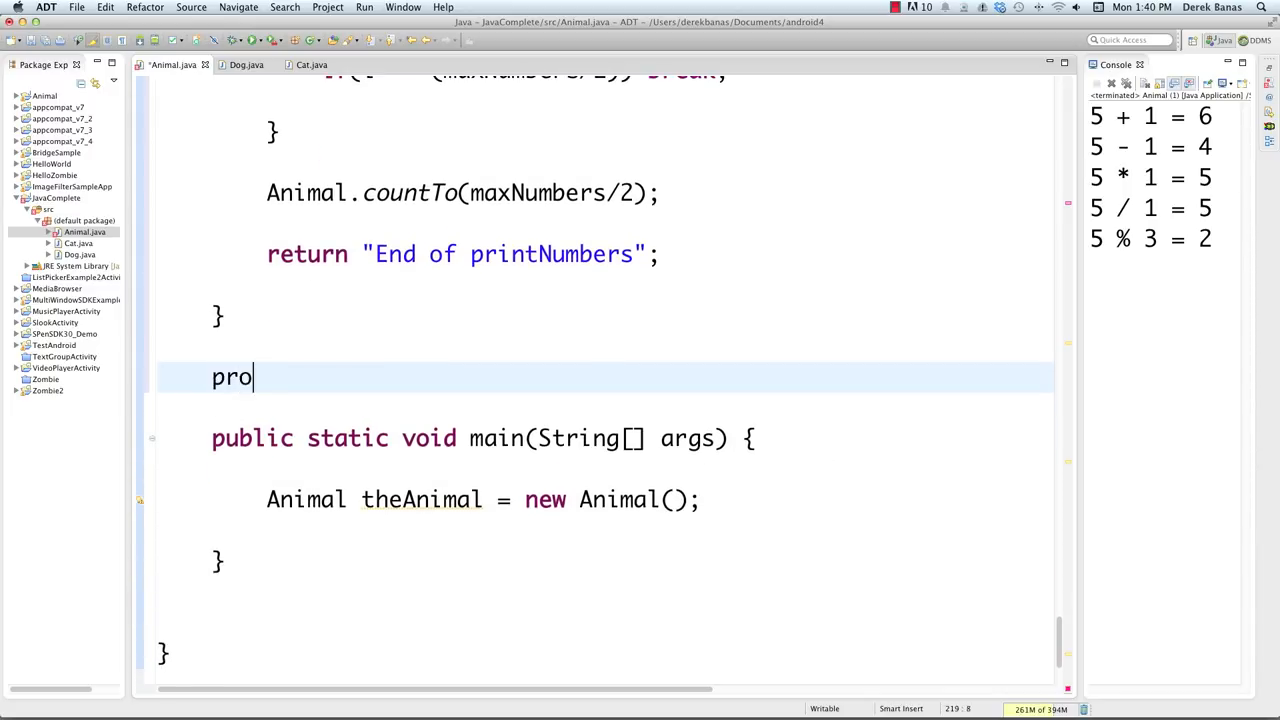 ADT File Edit Refactor Source Navigate Search Project Run Window Help 10 Mon 1:40 PM Derek Banas
Java - JavaComplete/src/Animal.java - ADT - /Users/derekbanas/Documents/android4
Quick Access Java DDMS
Package Exp *Animal.java Dog.java Cat.java Console
<terminated> Animal (1) [Java Application] /S
Animal
appcompat_v7
appcompat_v7_2
appcompat_v7_3
appcompat_v7_4
BridgeSample
HelloWorld
HelloZombie
ImageFilterSampleApp
JavaComplete
src
(default package)
Animal.java
Cat.java
Dog.java
JRE System Library [Ja
ListPickerExample2Activi
MediaBrowser
MultiWindowSDKExample
MusicPlayerActivity
SlookActivity
SPenSDK30_Demo
TestAndroid
TextGroupActivity
VideoPlayerActivity
Zombie
Zombie2
(maxNumbers/2)) break;
}
Animal.countTo(maxNumbers/2);
return "End of printNumbers";
}
pro
public static void main(String[] args) {
Animal theAnimal = new Animal();
}
}
5 + 1 = 6
5 - 1 = 4
5 * 1 = 5
5 / 1 = 5
5 % 3 = 2
Writable Smart Insert 219 : 8 261M of 394M